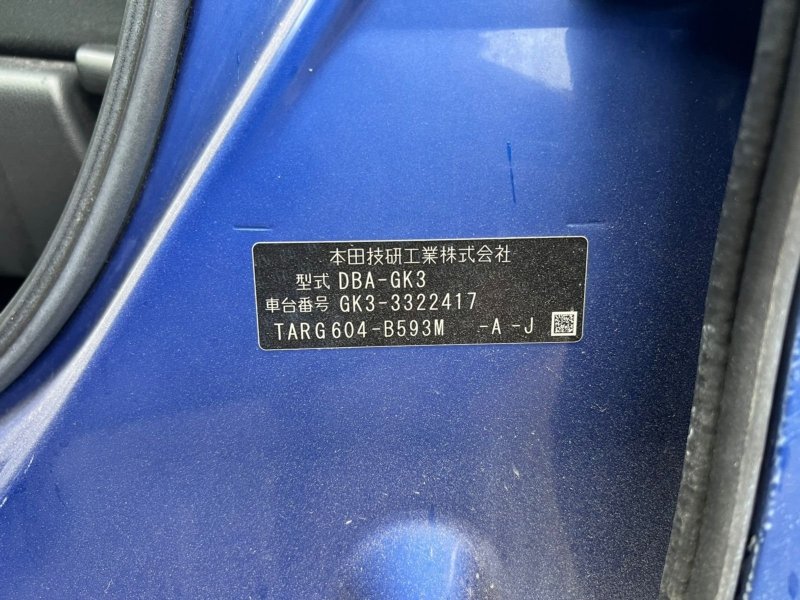 本田技研工業株式会社
型式 DBA-GK3
車台番号 GK3-3322417
TARG604-B593M -A-J